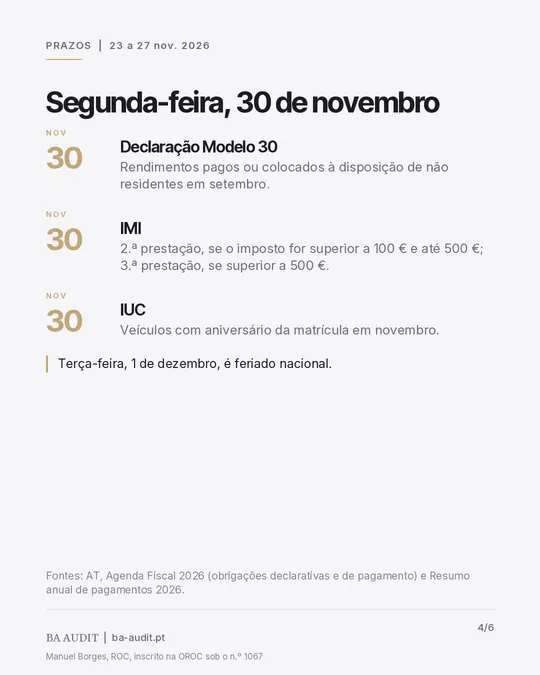 PRAZOS | 23 a 27 nov. 2026
Segunda-feira, 30 de novembro
NOV
30
Declaração Modelo 30
Rendimentos pagos ou colocados à disposição de não
residentes em setembro.
NOV
30
IMI
2.ª prestação, se o imposto for superior a 100 € e até 500 €;
3.ª prestação, se superior a 500 €.
NOV
30
IUC
Veículos com aniversário da matrícula em novembro.
Terça-feira, 1 de dezembro, é feriado nacional.
Fontes: AT, Agenda Fiscal 2026 (obrigações declarativas e de pagamento) e Resumo
anual de pagamentos 2026.
4/6
BA AUDIT | ba-audit.pt
Manuel Borges, ROC, inscrito na OROC sob o n.º 1067